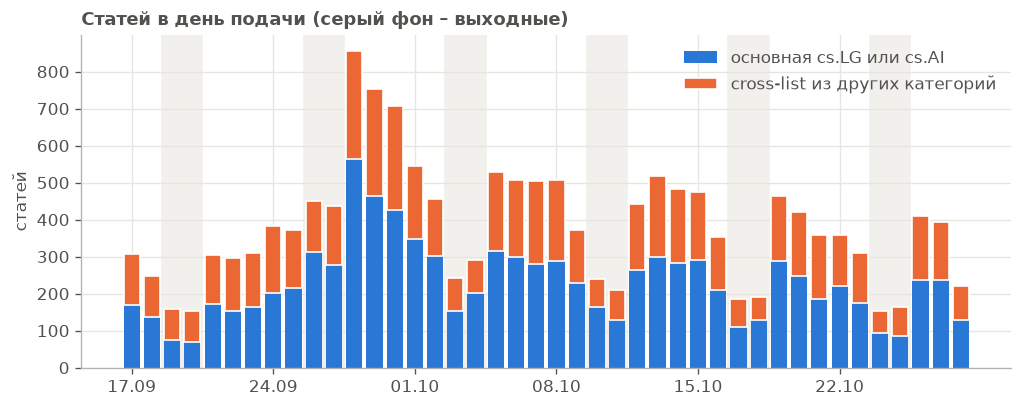 Статей в день подачи (серый фон – выходные)
основная cs.LG или cs.AI
cross-list из других категорий
статей
800
700
600
500
400
300
200
100
0
17.09 24.09 01.10 08.10 15.10 22.10